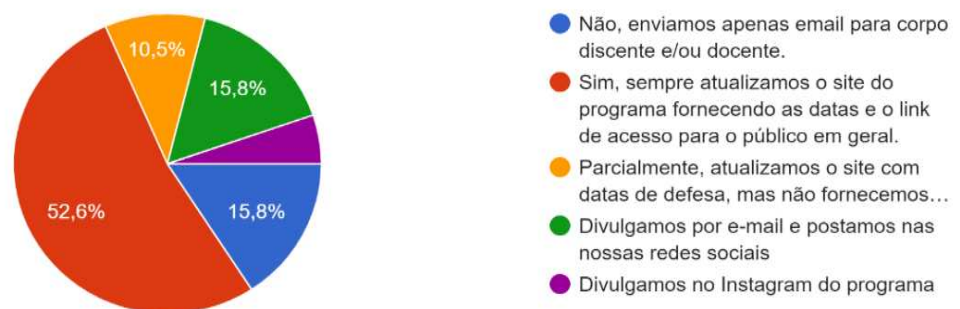 10,5%
15,8%
52,6%
15,8%
Não, enviamos apenas email para corpo
discente e/ou docente.
Sim, sempre atualizamos o site do
programa fornecendo as datas e o link
de acesso para o público em geral.
Parcialmente, atualizamos o site com
datas de defesa, mas não fornecemos…
Divulgamos por e-mail e postamos nas
nossas redes sociais
Divulgamos no Instagram do programa